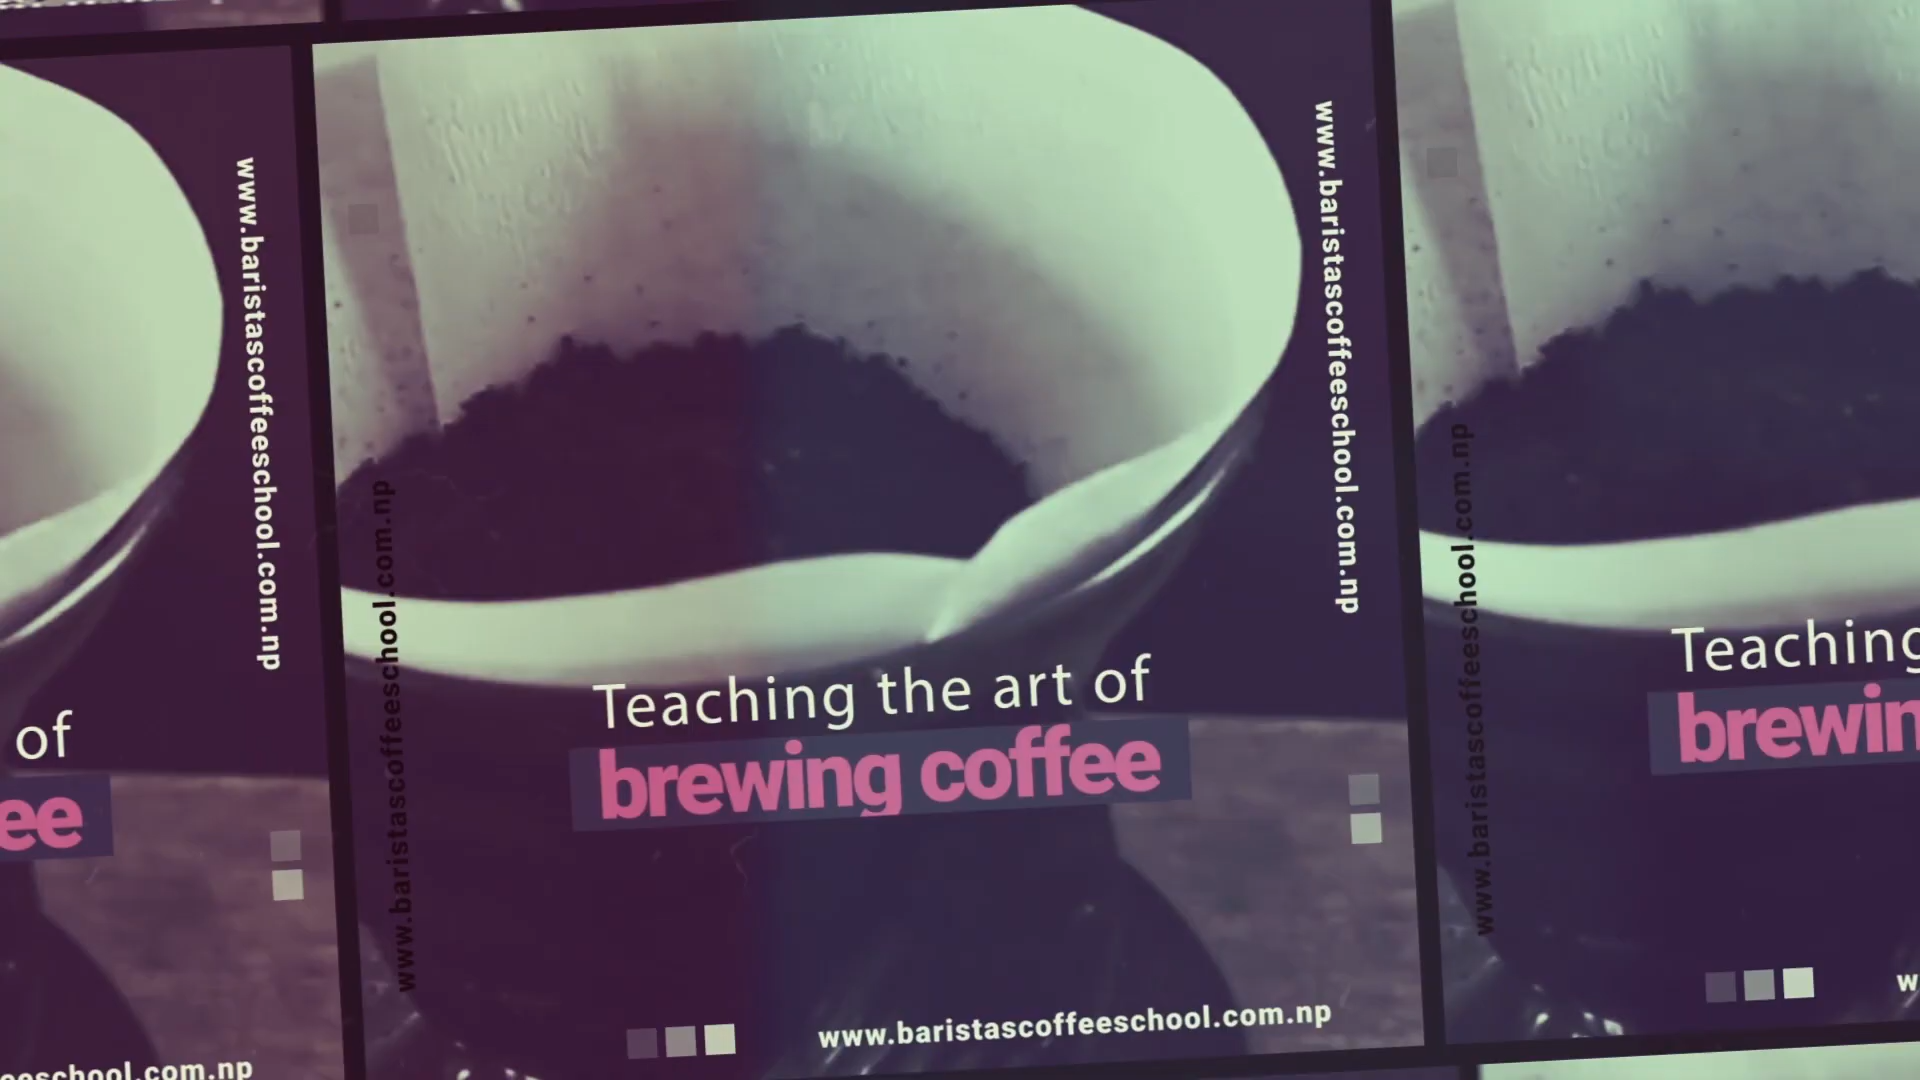 www.baristascoffeeschool.com.np
of
ee
eeschool.com.np
www.baristascoffeeschool.com.np
www.baristascoffeeschool.com.np
Teaching the art of
brewing coffee
www.baristascoffeeschool.com.np
www.baristascoffeeschool.com.np
Teaching
brewin
w